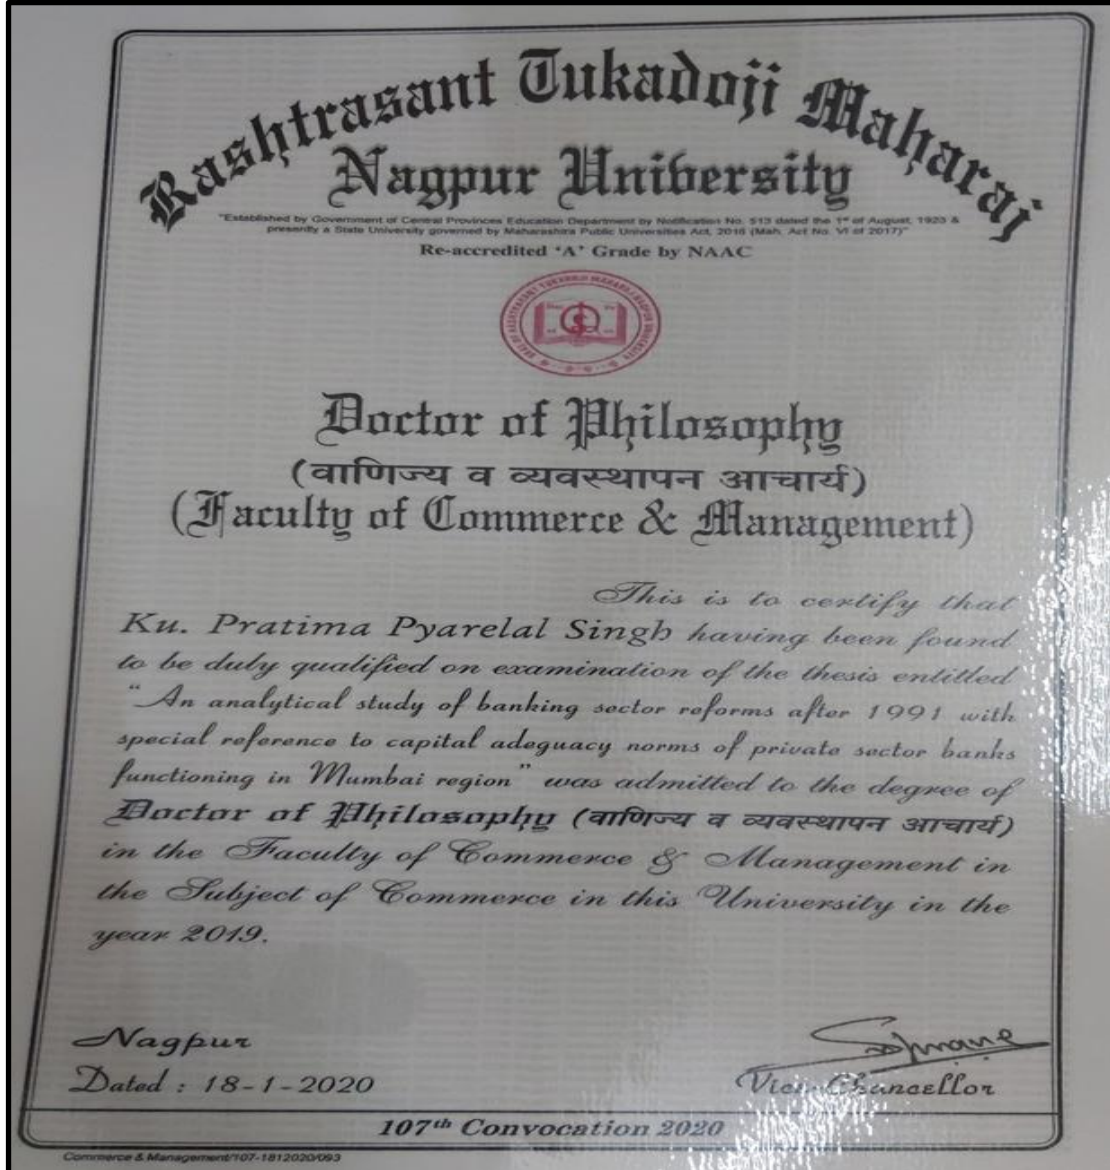 Rashtrasant Tukadoji Maharaj
Nagpur University
"Established by Government of Central Provinces Education Department by Notification No. 513 dated the 1st of August, 1923 &
presently a State University governed by Maharashtra Public Universities Act, 2016 (Mah. Act No. VI of 2017)"
Re-accredited 'A' Grade by NAAC
Doctor of Philosophy
(वाणिज्य व व्यवस्थापन आचार्य)
(Faculty of Commerce & Management)
This is to certify that
Ku. Pratima Pyarelal Singh having been found
to be duly qualified on examination of the thesis entitled
"An analytical study of banking sector reforms after 1991 with
special reference to capital adeguacy norms of private sector banks
functioning in Mumbai region" was admitted to the degree of
Doctor of Philosophy (वाणिज्य व व्यवस्थापन आचार्य)
in the Faculty of Commerce & Management in
the Subject of Commerce in this University in the
year 2019.
Nagpur
Dated : 18-1-2020
Vice-Chancellor
107th Convocation 2020
Commerce & Management/107-1812020/093